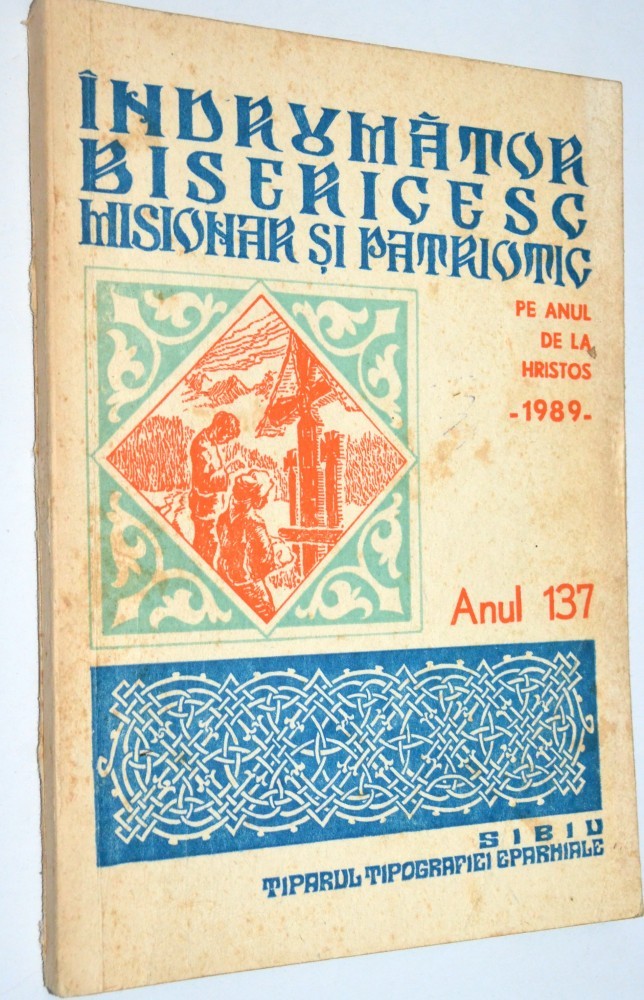 ÎNDRUMĂTOR
BISERICESC
MISIONAR ȘI PATRIOTIC
PE ANUL
DE LA
HRISTOS
-1989-
Anul 137
SIBIU
TIPARUL TIPOGRAFIEI EPARHIALE